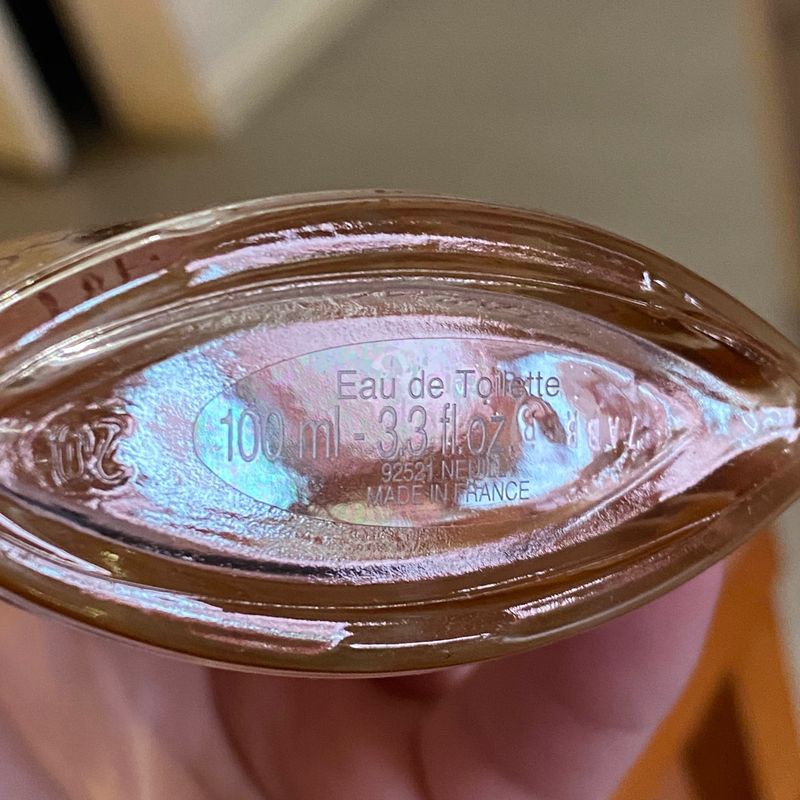 Eau de Toilette
100 ml - 3.3 fl.oz
92521 NEUILLY
MADE IN FRANCE